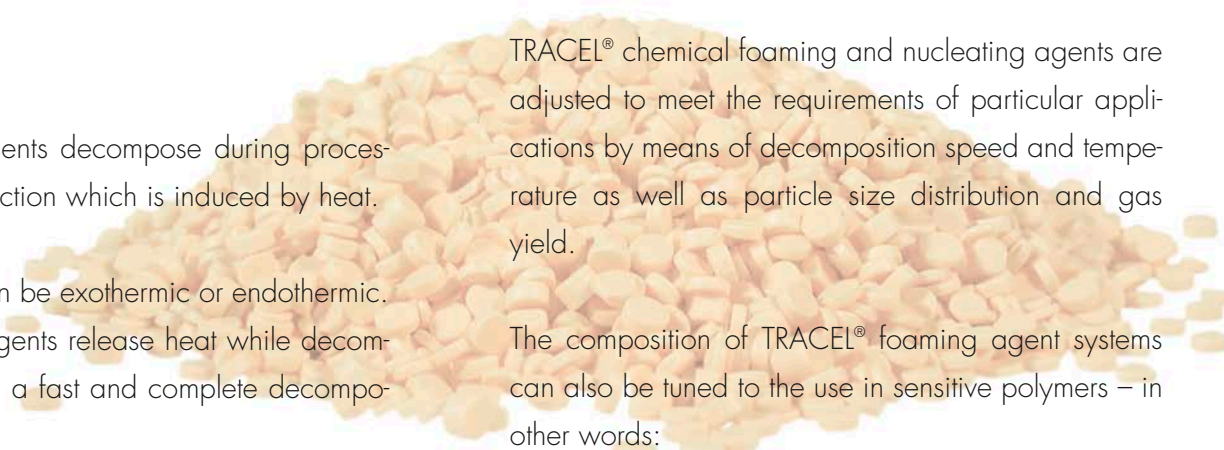 ents decompose during proces-
ction which is induced by heat.
n be exothermic or endothermic.
gents release heat while decom-
a fast and complete decompo-
TRACEL® chemical foaming and nucleating agents are
adjusted to meet the requirements of particular appli-
cations by means of decomposition speed and tempe-
rature as well as particle size distribution and gas
yield.
The composition of TRACEL® foaming agent systems
can also be tuned to the use in sensitive polymers – in
other words: